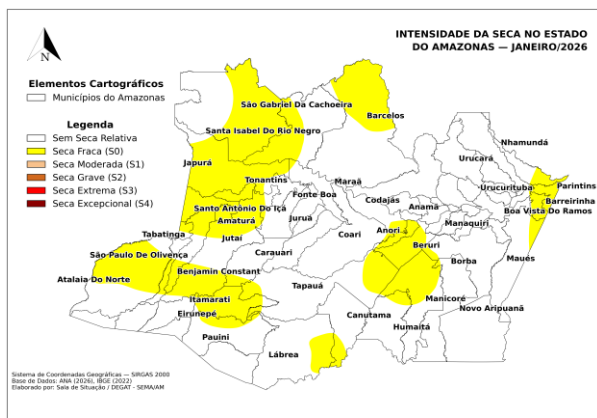 INTENSIDADE DA SECA NO ESTADO
DO AMAZONAS — JANEIRO/2026
N
Elementos Cartográficos
Municípios do Amazonas
Legenda
Sem Seca Relativa
Seca Fraca (S0)
Seca Moderada (S1)
Seca Grave (S2)
Seca Extrema (S3)
Seca Excepcional (S4)
São Gabriel Da Cachoeira
Barcelos
Santa Isabel Do Rio Negro
Nhamundá
Japurá
Urucará
Tonantins
Maraã
Urucurituba
Parintins
Fonte Boa
Codajás
Barreirinha
Santo Antônio Do Içá
Anamã
Boa Vista Do Ramos
Amaturá
Juruá
Manaquiri
Tabatinga
Jutaí
Coari
Anori
Beruri
São Paulo De Olivença
Carauari
Borba
Maués
Atalaia Do Norte
Benjamin Constant
Tapauá
Itamarati
Manicoré
Novo Aripuanã
Eirunepé
Canutama
Humaitá
Pauini
Lábrea
Sistema de Coordenadas Geográficas — SIRGAS 2000
Base de Dados: ANA (2026), IBGE (2022)
Elaborado por: Sala de Situação / DEGAT - SEMA/AM